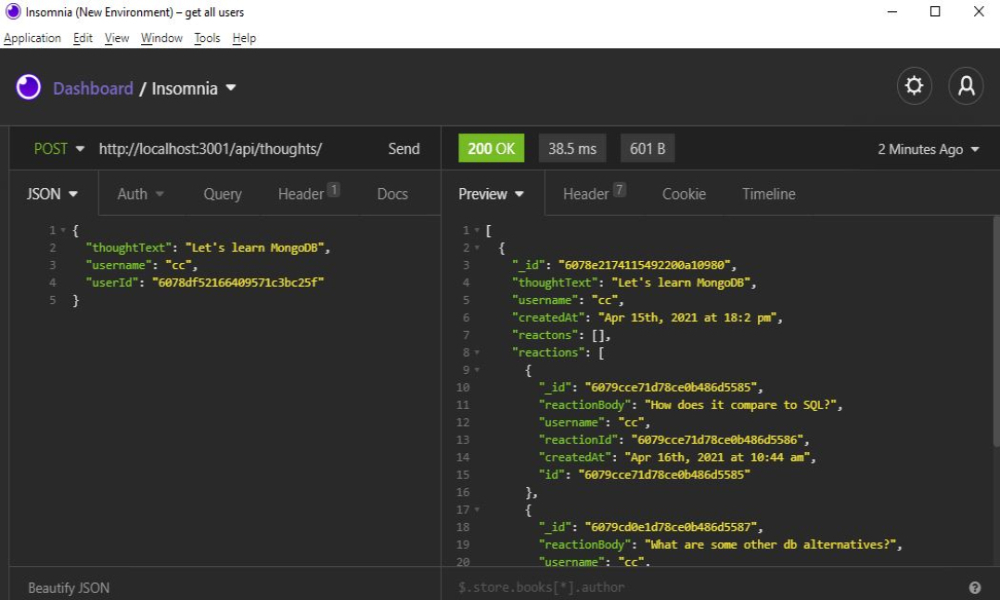 Insomnia (New Environment) – get all users
Application Edit View Window Tools Help
Dashboard / Insomnia
POST http://localhost:3001/api/thoughts/ Send
200 OK 38.5 ms 601 B 2 Minutes Ago
JSON Auth Query Header 1 Docs
Preview Header 7 Cookie Timeline
1 {
2 "thoughtText": "Let's learn MongoDB",
3 "username": "cc",
4 "userId": "6078df52166409571c3bc25f"
5 }
1 [
2 {
3 "_id": "6078e2174115492200a10980",
4 "thoughtText": "Let's learn MongoDB",
5 "username": "cc",
6 "createdAt": "Apr 15th, 2021 at 18:2 pm",
7 "reactons": [],
8 "reactions": [
9 {
10 "_id": "6079cce71d78ce0b486d5585",
11 "reactionBody": "How does it compare to SQL?",
12 "username": "cc",
13 "reactionId": "6079cce71d78ce0b486d5586",
14 "createdAt": "Apr 16th, 2021 at 10:44 am",
15 "id": "6079cce71d78ce0b486d5585"
16 },
17 {
18 "_id": "6079cd0e1d78ce0b486d5587",
19 "reactionBody": "What are some other db alternatives?",
20 "username": "cc",
Beautify JSON
$.store.books[*].author